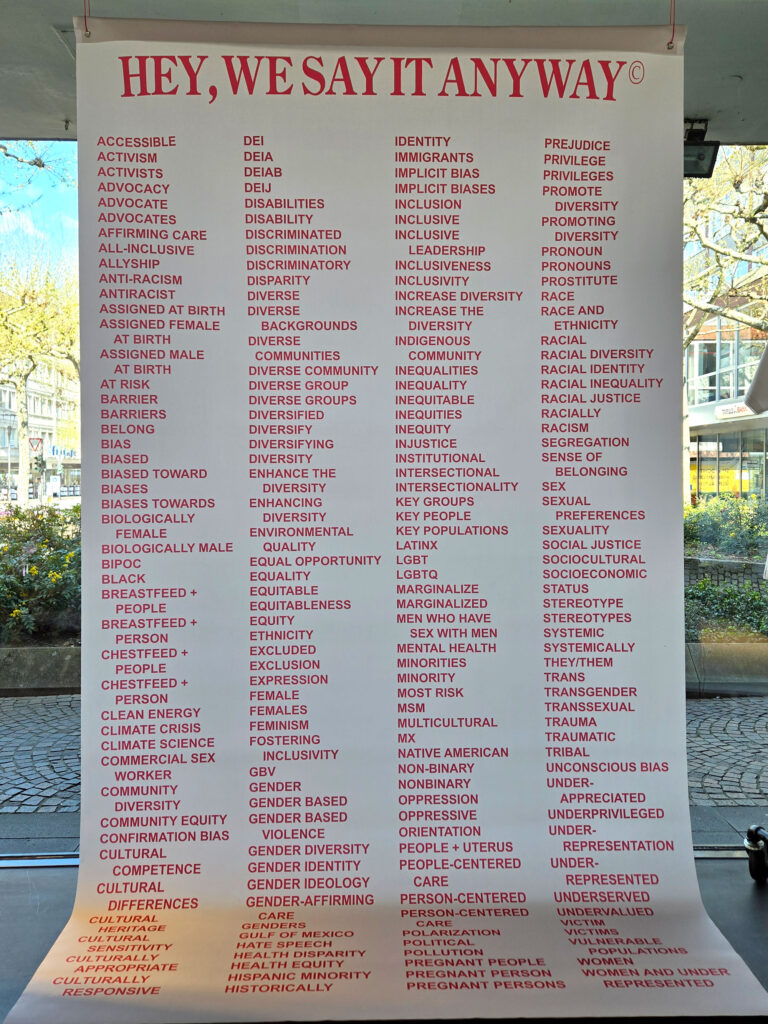 HEY, WE SAY IT ANYWAY©
ACCESSIBLE
ACTIVISM
ACTIVISTS
ADVOCACY
ADVOCATE
ADVOCATES
AFFIRMING CARE
ALL-INCLUSIVE
ALLYSHIP
ANTI-RACISM
ANTIRACIST
ASSIGNED AT BIRTH
ASSIGNED FEMALE
AT BIRTH
ASSIGNED MALE
AT BIRTH
AT RISK
BARRIER
BARRIERS
BELONG
BIAS
BIASED
BIASED TOWARD
BIASES
BIASES TOWARDS
BIOLOGICALLY
FEMALE
BIOLOGICALLY MALE
BIPOC
BLACK
BREASTFEED +
PEOPLE
BREASTFEED +
PERSON
CHESTFEED +
PEOPLE
CHESTFEED +
PERSON
CLEAN ENERGY
CLIMATE CRISIS
CLIMATE SCIENCE
COMMERCIAL SEX
WORKER
COMMUNITY
DIVERSITY
COMMUNITY EQUITY
CONFIRMATION BIAS
CULTURAL
COMPETENCE
CULTURAL
DIFFERENCES
CULTURAL
HERITAGE
CULTURAL
SENSITIVITY
CULTURALLY
APPROPRIATE
CULTURALLY
RESPONSIVE
DEI
DEIA
DEIAB
DEIJ
DISABILITIES
DISABILITY
DISCRIMINATED
DISCRIMINATION
DISCRIMINATORY
DISPARITY
DIVERSE
DIVERSE
BACKGROUNDS
DIVERSE
COMMUNITIES
DIVERSE COMMUNITY
DIVERSE GROUP
DIVERSE GROUPS
DIVERSIFIED
DIVERSIFY
DIVERSIFYING
DIVERSITY
ENHANCE THE
DIVERSITY
ENHANCING
DIVERSITY
ENVIRONMENTAL
QUALITY
EQUAL OPPORTUNITY
EQUALITY
EQUITABLE
EQUITABLENESS
EQUITY
ETHNICITY
EXCLUDED
EXCLUSION
EXPRESSION
FEMALE
FEMALES
FEMINISM
FOSTERING
INCLUSIVITY
GBV
GENDER
GENDER BASED
GENDER BASED
VIOLENCE
GENDER DIVERSITY
GENDER IDENTITY
GENDER IDEOLOGY
GENDER-AFFIRMING
CARE
GENDERS
GULF OF MEXICO
HATE SPEECH
HEALTH DISPARITY
HEALTH EQUITY
HISPANIC MINORITY
HISTORICALLY
IDENTITY
IMMIGRANTS
IMPLICIT BIAS
IMPLICIT BIASES
INCLUSION
INCLUSIVE
INCLUSIVE
LEADERSHIP
INCLUSIVENESS
INCLUSIVITY
INCREASE DIVERSITY
INCREASE THE
DIVERSITY
INDIGENOUS
COMMUNITY
INEQUALITIES
INEQUALITY
INEQUITABLE
INEQUITIES
INEQUITY
INJUSTICE
INSTITUTIONAL
INTERSECTIONAL
INTERSECTIONALITY
KEY GROUPS
KEY PEOPLE
KEY POPULATIONS
LATINX
LGBT
LGBTQ
MARGINALIZE
MARGINALIZED
MEN WHO HAVE
SEX WITH MEN
MENTAL HEALTH
MINORITIES
MINORITY
MOST RISK
MSM
MULTICULTURAL
MX
NATIVE AMERICAN
NON-BINARY
NONBINARY
OPPRESSION
OPPRESSIVE
ORIENTATION
PEOPLE + UTERUS
PEOPLE-CENTERED
CARE
PERSON-CENTERED
PERSON-CENTERED
CARE
POLARIZATION
POLITICAL
POLLUTION
PREGNANT PEOPLE
PREGNANT PERSON
PREGNANT PERSONS
PREJUDICE
PRIVILEGE
PRIVILEGES
PROMOTE
DIVERSITY
PROMOTING
DIVERSITY
PRONOUN
PRONOUNS
PROSTITUTE
RACE
RACE AND
ETHNICITY
RACIAL
RACIAL DIVERSITY
RACIAL IDENTITY
RACIAL INEQUALITY
RACIAL JUSTICE
RACIALLY
RACISM
SEGREGATION
SENSE OF
BELONGING
SEX
SEXUAL
PREFERENCES
SEXUALITY
SOCIAL JUSTICE
SOCIOCULTURAL
SOCIOECONOMIC
STATUS
STEREOTYPE
STEREOTYPES
SYSTEMIC
SYSTEMICALLY
THEY/THEM
TRANS
TRANSGENDER
TRANSSEXUAL
TRAUMA
TRAUMATIC
TRIBAL
UNCONSCIOUS BIAS
UNDER-
APPRECIATED
UNDERPRIVILEGED
UNDER-
REPRESENTATION
UNDER-
REPRESENTED
UNDERSERVED
UNDERVALUED
VICTIM
VICTIMS
VULNERABLE
POPULATIONS
WOMEN
WOMEN AND UNDER
REPRESENTED